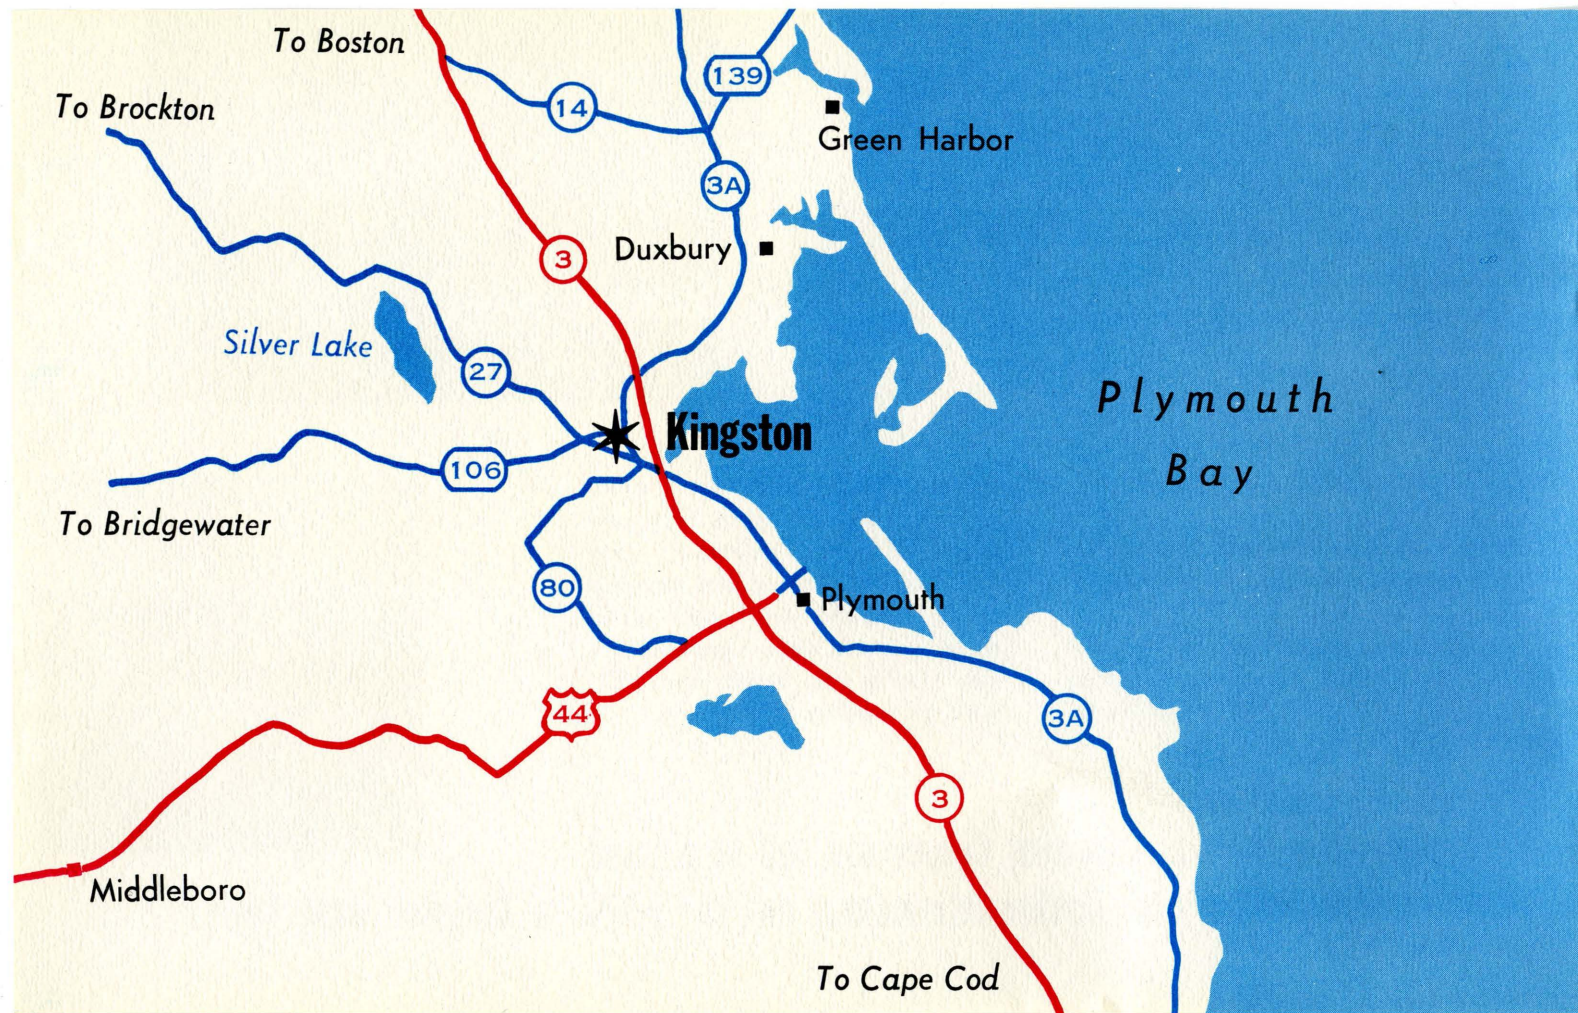 To Boston
139
To Brockton
14
Green Harbor
3A
Duxbury
3
Silver Lake
27
Plymouth
Bay
Kingston
106
To Bridgewater
80
Plymouth
44
3A
3
Middleboro
To Cape Cod